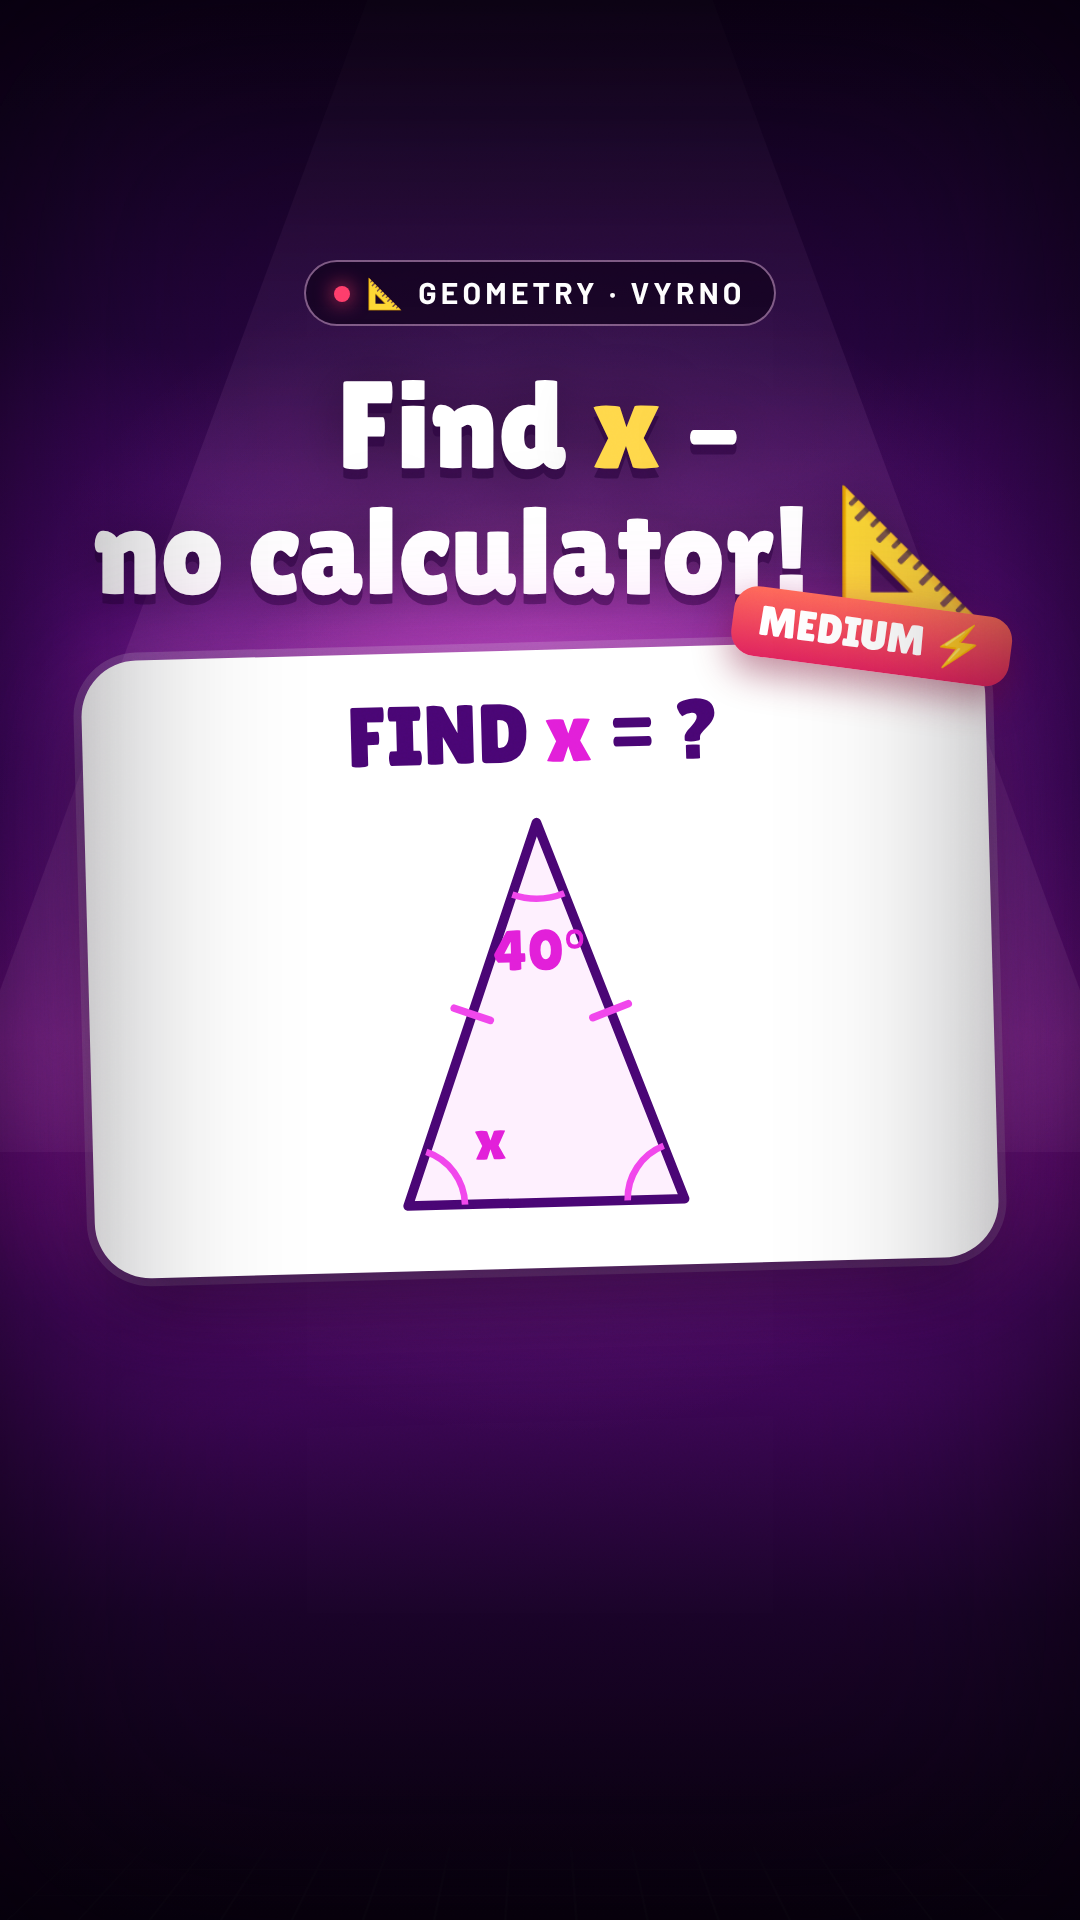 GEOMETRY · VYRNO
Find x –
no calculator!
MEDIUM
FIND x = ?
40°
x